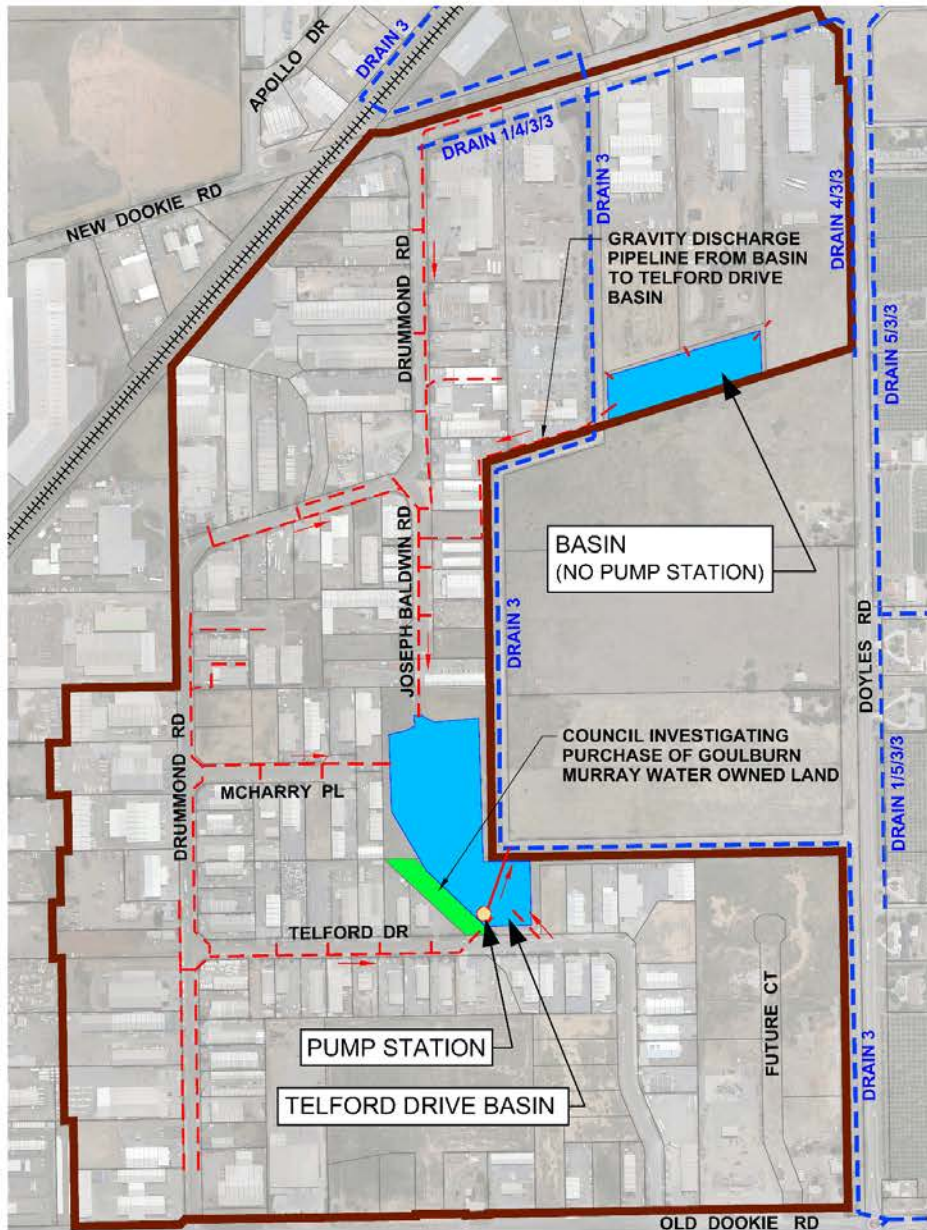 APOLLO DR
DRAIN 3
DRAIN 1/4/3/3
NEW DOOKIE RD
DRUMMOND RD
DRAIN 3
DRAIN 4/3/3
GRAVITY DISCHARGE
PIPELINE FROM BASIN
TO TELFORD DRIVE
BASIN
DRAIN 5/3/3
JOSEPH BALDWIN RD
BASIN
(NO PUMP STATION)
DRAIN 3
DOYLES RD
DRUMMOND RD
COUNCIL INVESTIGATING
PURCHASE OF GOULBURN
MURRAY WATER OWNED LAND
MCHARRY PL
DRAIN 1/5/3/3
TELFORD DR
FUTURE CT
PUMP STATION
TELFORD DRIVE BASIN
DRAIN 3
OLD DOOKIE RD